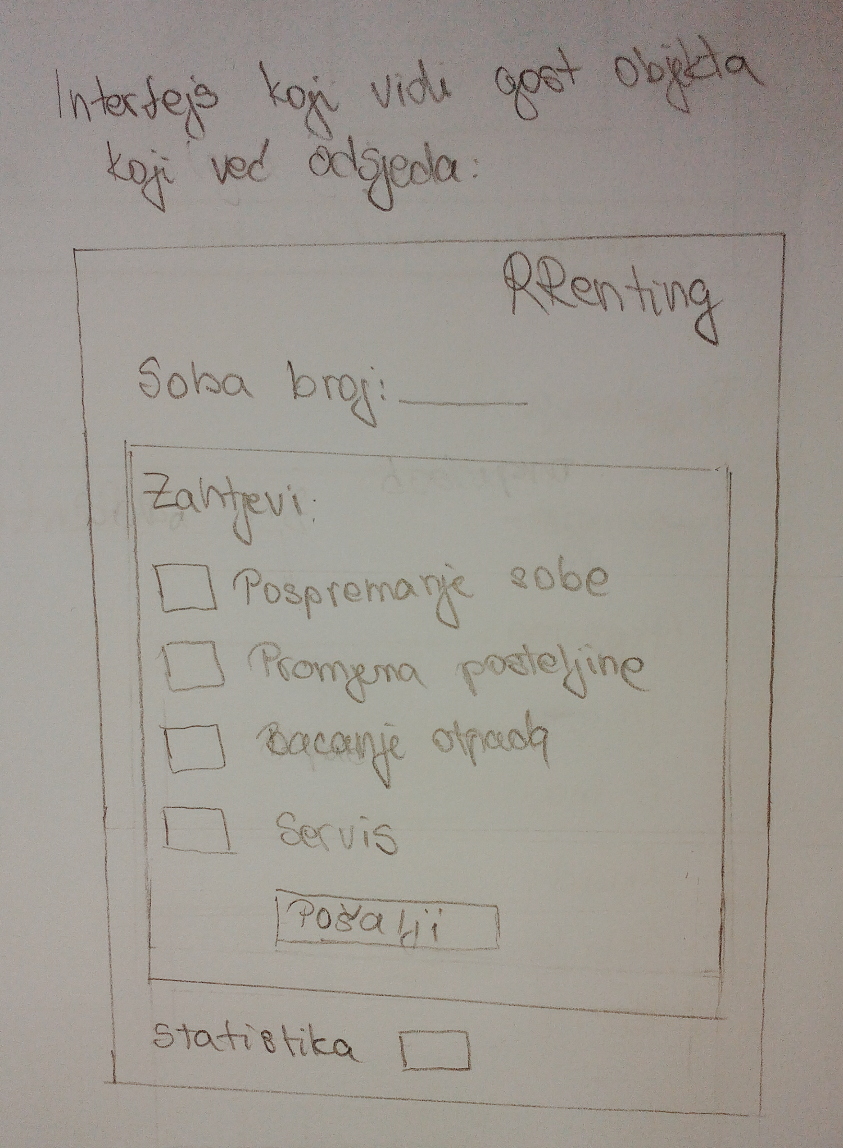 Interfejs koji vidi gost objekta
koji već odsjeda:
RRenting
Soba broj:
Zahtjevi:
Pospremanje sobe
Promjena posteljine
Bacanje otpada
Servis
Pošalji
Statistika